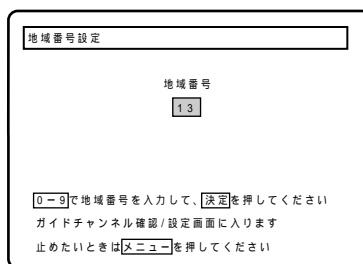 地域番号設定
地域番号
13
0－9で地域番号を入力して、決定を押してください
ガイドチャンネル確認/設定画面に入ります
止めたいときはメニューを押してください